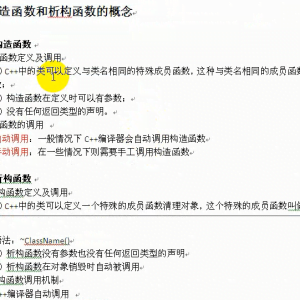 造函数和析构函数的概念
构造函数
函数定义及调用
）C++中的类可以定义与类名相同的特殊成员函数，这种与类名相同的成员函数
数；
）构造函数在定义时可以有参数；
）没有任何返回类型的声明。
函数的调用
自动调用：一般情况下 C++编译器会自动调用构造函数
手动调用：在一些情况下则需要手工调用构造函数
析构函数
构函数定义及调用
）C++中的类可以定义一个特殊的成员函数清理对象，这个特殊的成员函数叫做
语法：~ClassName()
）析构函数没有参数也没有任何返回类型的声明
）析构函数在对象销毁时自动被调用
构函数调用机制
C++编译器自动调用